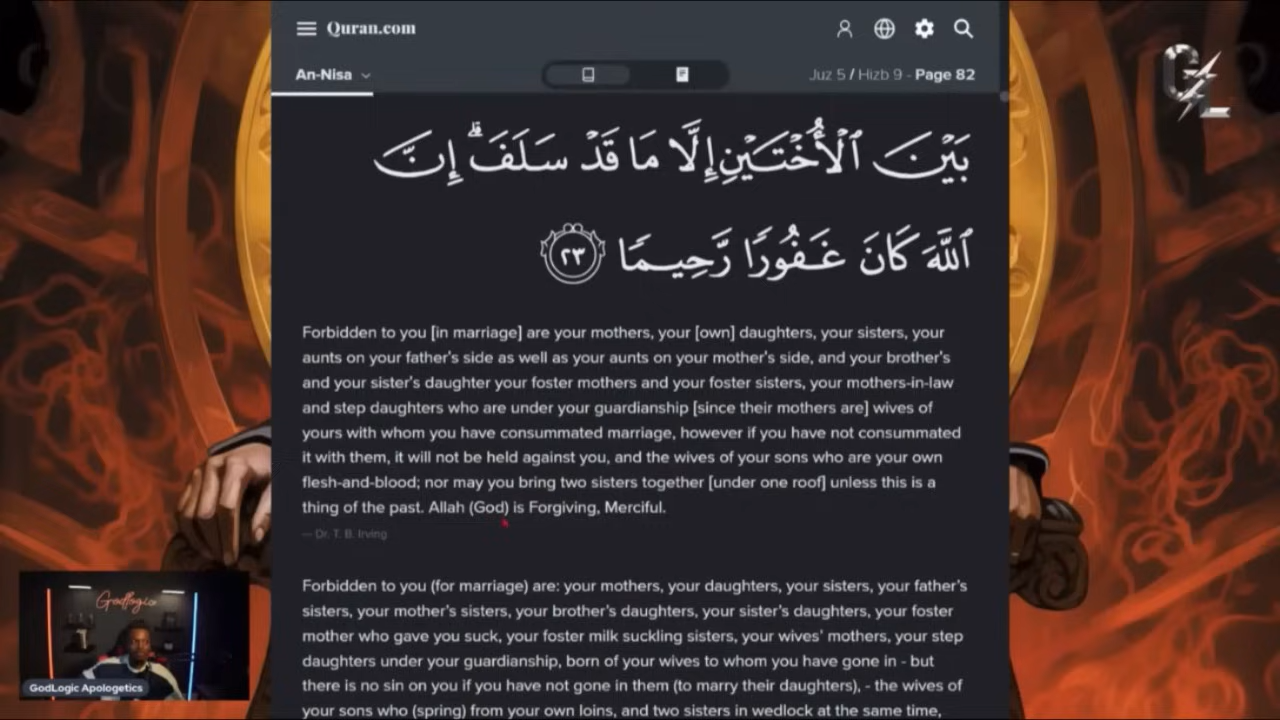 Quran.com
An-Nisa
Juz 5 / Hizb 9 - Page 82
GL
بَيْنَ ٱلْأُخْتَيْنِ إِلَّا مَا قَدْ سَلَفَ ۗ إِنَّ
ٱللَّهَ كَانَ غَفُورًا رَّحِيمًا ٢٣
Forbidden to you [in marriage] are your mothers, your [own] daughters, your sisters, your
aunts on your father's side as well as your aunts on your mother's side, and your brother's
and your sister's daughter your foster mothers and your foster sisters, your mothers-in-law
and step daughters who are under your guardianship [since their mothers are] wives of
yours with whom you have consummated marriage, however if you have not consummated
it with them, it will not be held against you, and the wives of your sons who are your own
flesh-and-blood; nor may you bring two sisters together [under one roof] unless this is a
thing of the past. Allah (God) is Forgiving, Merciful.
— Dr. T. B. Irving
Forbidden to you (for marriage) are: your mothers, your daughters, your sisters, your father's
sisters, your mother's sisters, your brother's daughters, your sister's daughters, your foster
mother who gave you suck, your foster milk suckling sisters, your wives' mothers, your step
daughters under your guardianship, born of your wives to whom you have gone in - but
there is no sin on you if you have not gone in them (to marry their daughters), - the wives of
your sons who (spring) from your own loins, and two sisters in wedlock at the same time,
Godlogic
GodLogic Apologetics